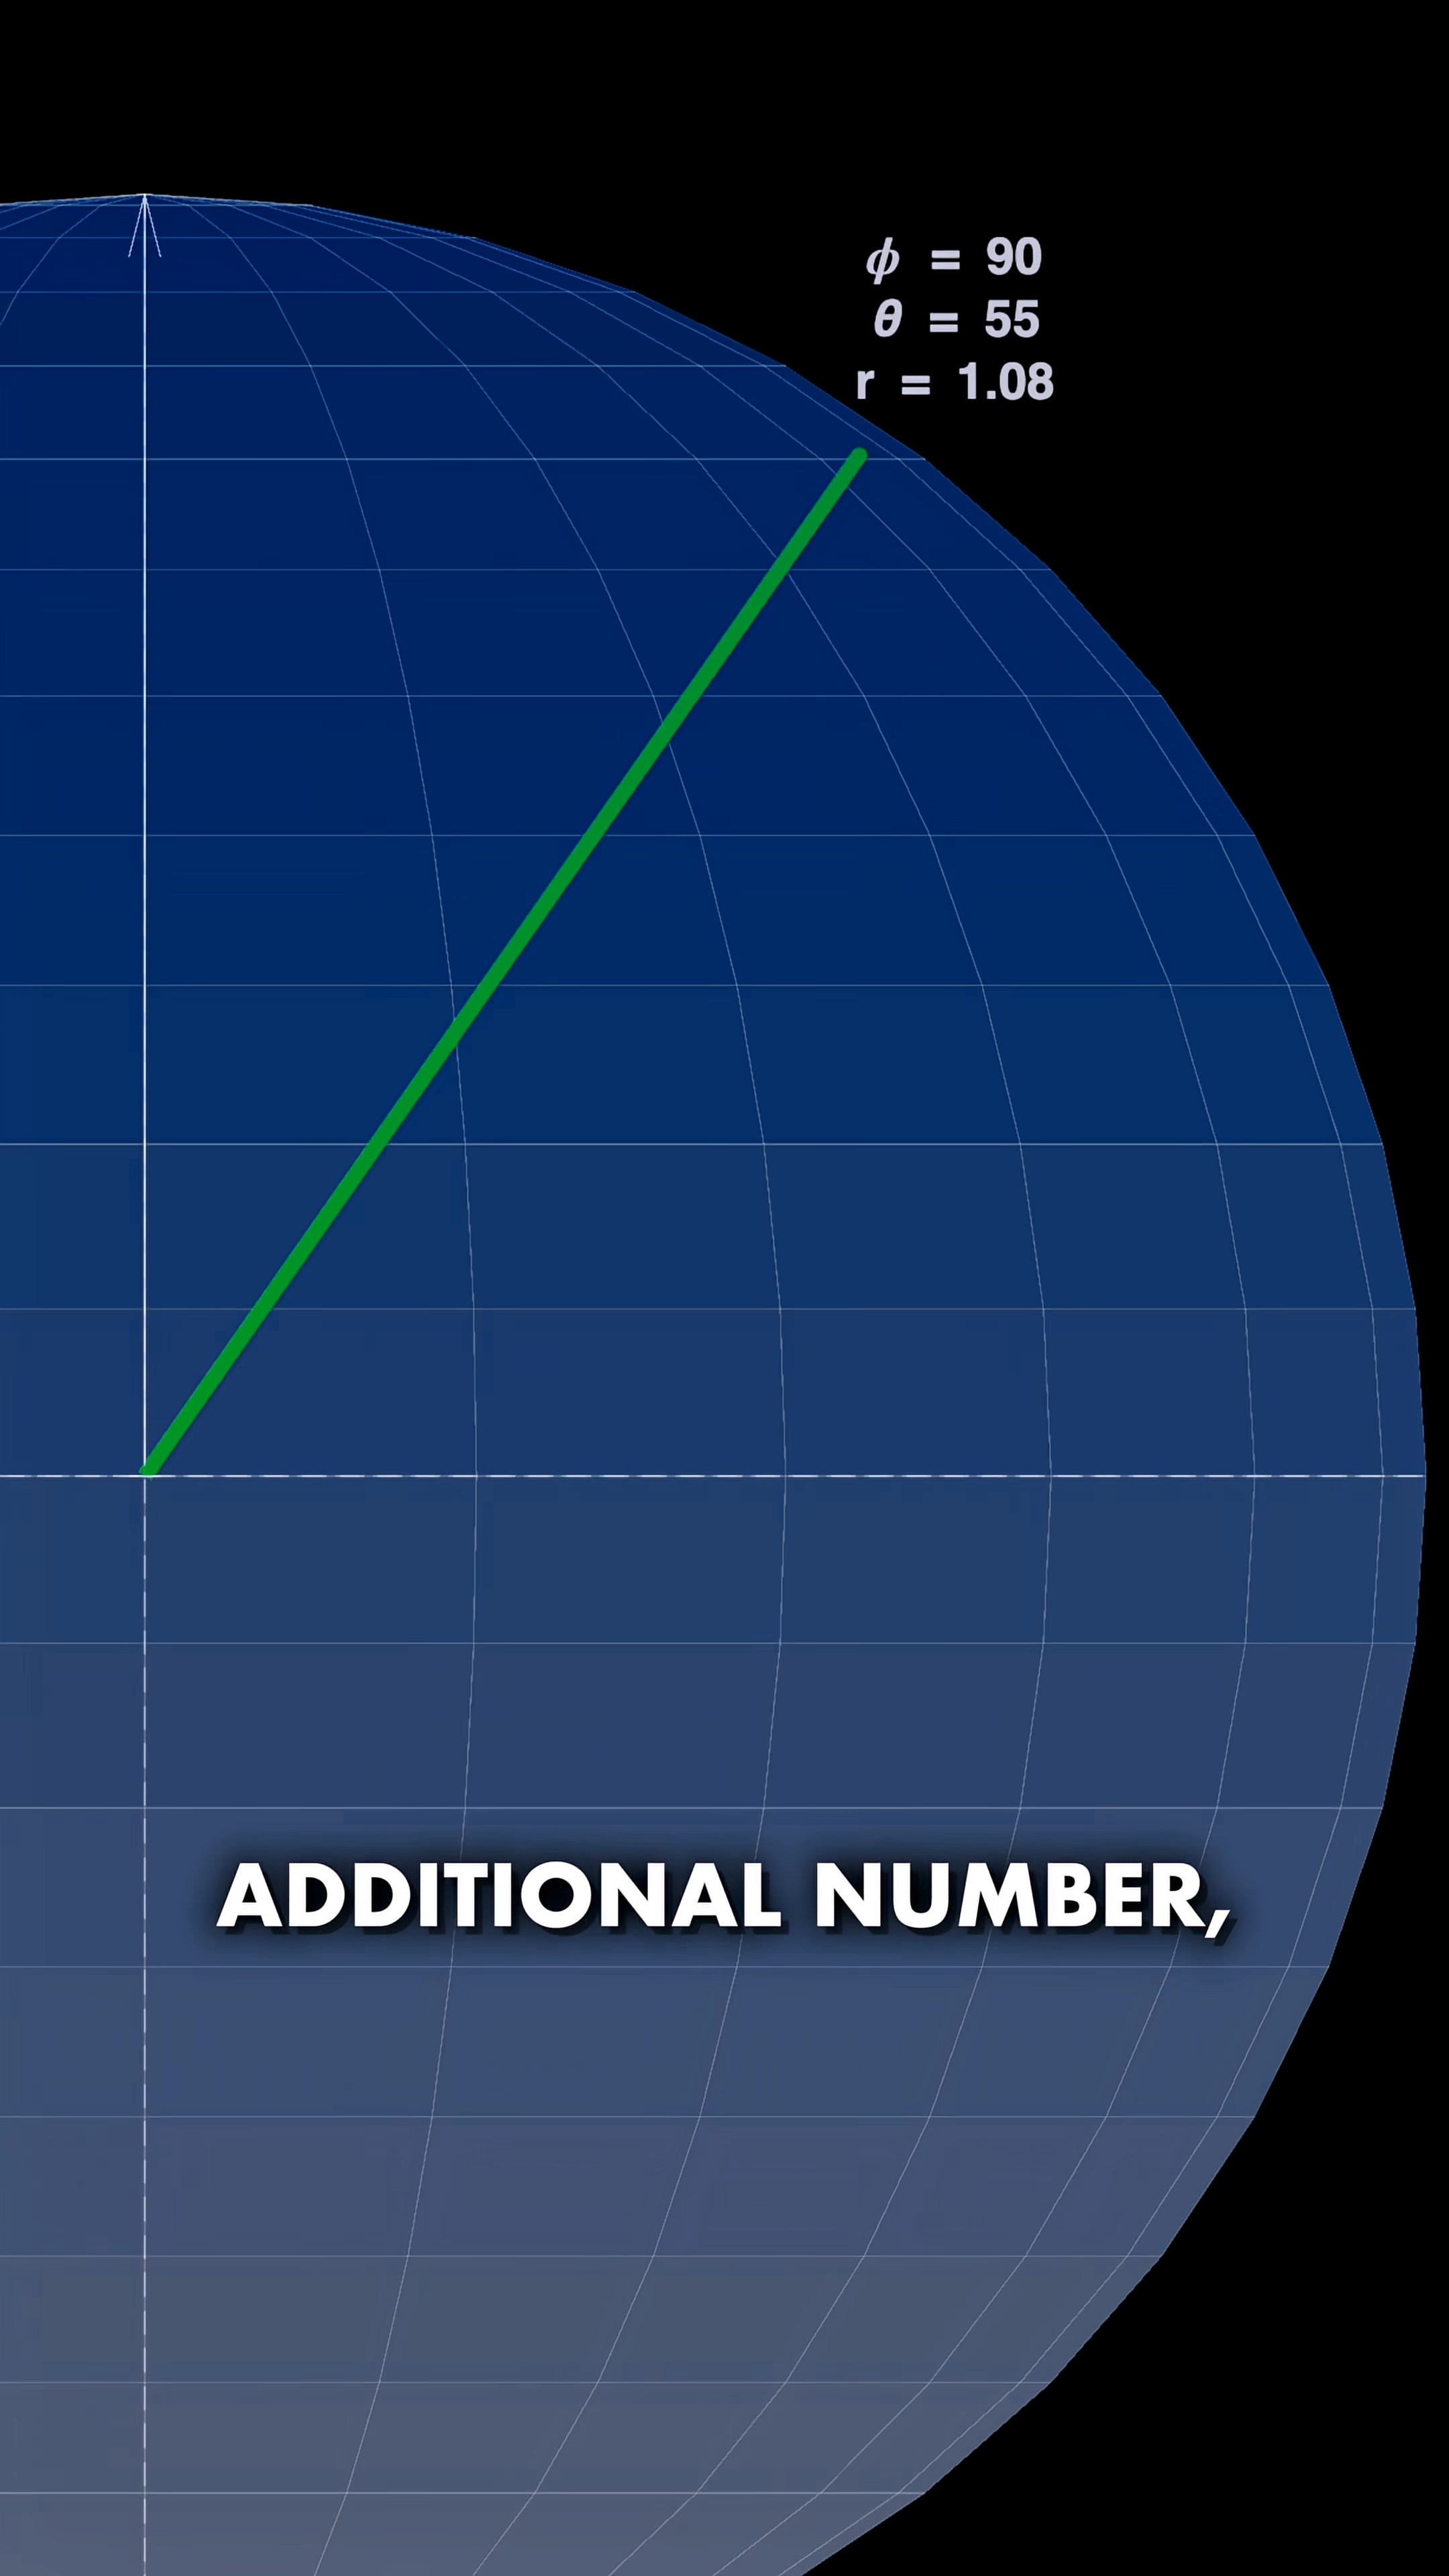 ϕ = 90
θ = 55
r = 1.08
ADDITIONAL NUMBER,